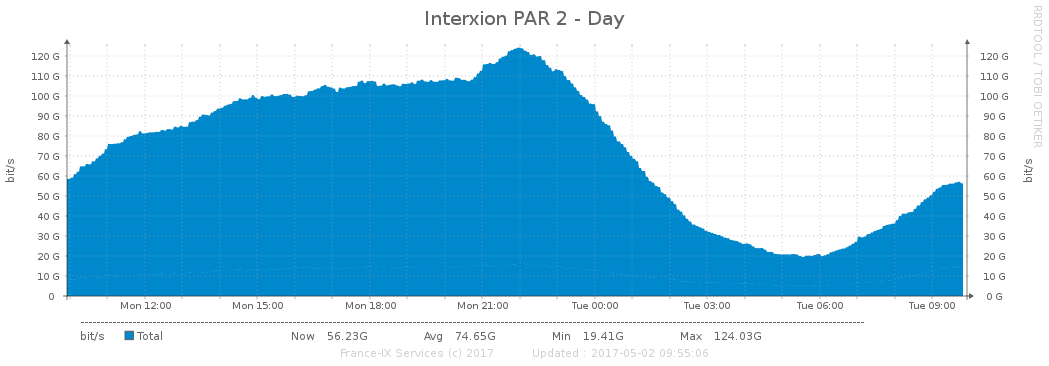 Interxion PAR 2 - Day
RRDTOOL / TOBI OETIKER
bit/s
120 G
110 G
100 G
90 G
80 G
70 G
60 G
50 G
40 G
30 G
20 G
10 G
0
120 G
110 G
100 G
90 G
80 G
70 G
60 G
50 G
40 G
30 G
20 G
10 G
0 G
bit/s
Mon 12:00 Mon 15:00 Mon 18:00 Mon 21:00 Tue 00:00 Tue 03:00 Tue 06:00 Tue 09:00
bit/s Total Now 56.23G Avg 74.65G Min 19.41G Max 124.03G
France-IX Services (c) 2017 Updated : 2017-05-02 09:55:06